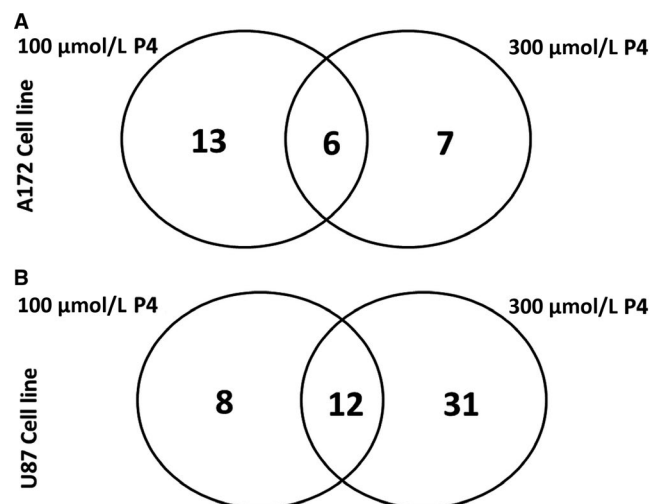 A
100 µmol/L P4
300 µmol/L P4
A172 Cell line
13
6
7
B
100 µmol/L P4
300 µmol/L P4
U87 Cell line
8
12
31